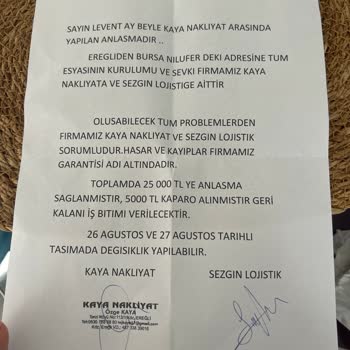 SAYIN LEVENT AY BEYLE KAYA NAKLIYAT ARASINDA
YAPILAN ANLASMADIR ..
EREGLIDEN BURSA NILUFER DEKI ADRESINE TUM
ESYASININ KURULUMU VE SEVKI FIRMAMIZ KAYA
NAKLIYATA VE SEZGIN LOJISTIGE AITTIR
OLUSABILECEK TUM PROBLEMLERDEN
FIRMAMIZ KAYA NAKLIYAT VE SEZGIN LOJISTIK
SORUMLUDUR.HASAR VE KAYIPLAR FIRMAMIZ
GARANTISI ADI ALTINDADIR.
TOPLAMDA 25 000 TL YE ANLASMA
SAGLANMISTIR, 5000 TL KAPARO ALINMISTIR GERI
KALANI İŞ BITIMI VERILECEKTIR.
26 AGUSTOS VE 27 AGUSTOS TARIHLI
TASIMADA DEGISIKLIK YAPILABILIR.
KAYA NAKLIYAT SEZGIN LOJISTIK
KAYA NAKLİYAT
Özge KAYA